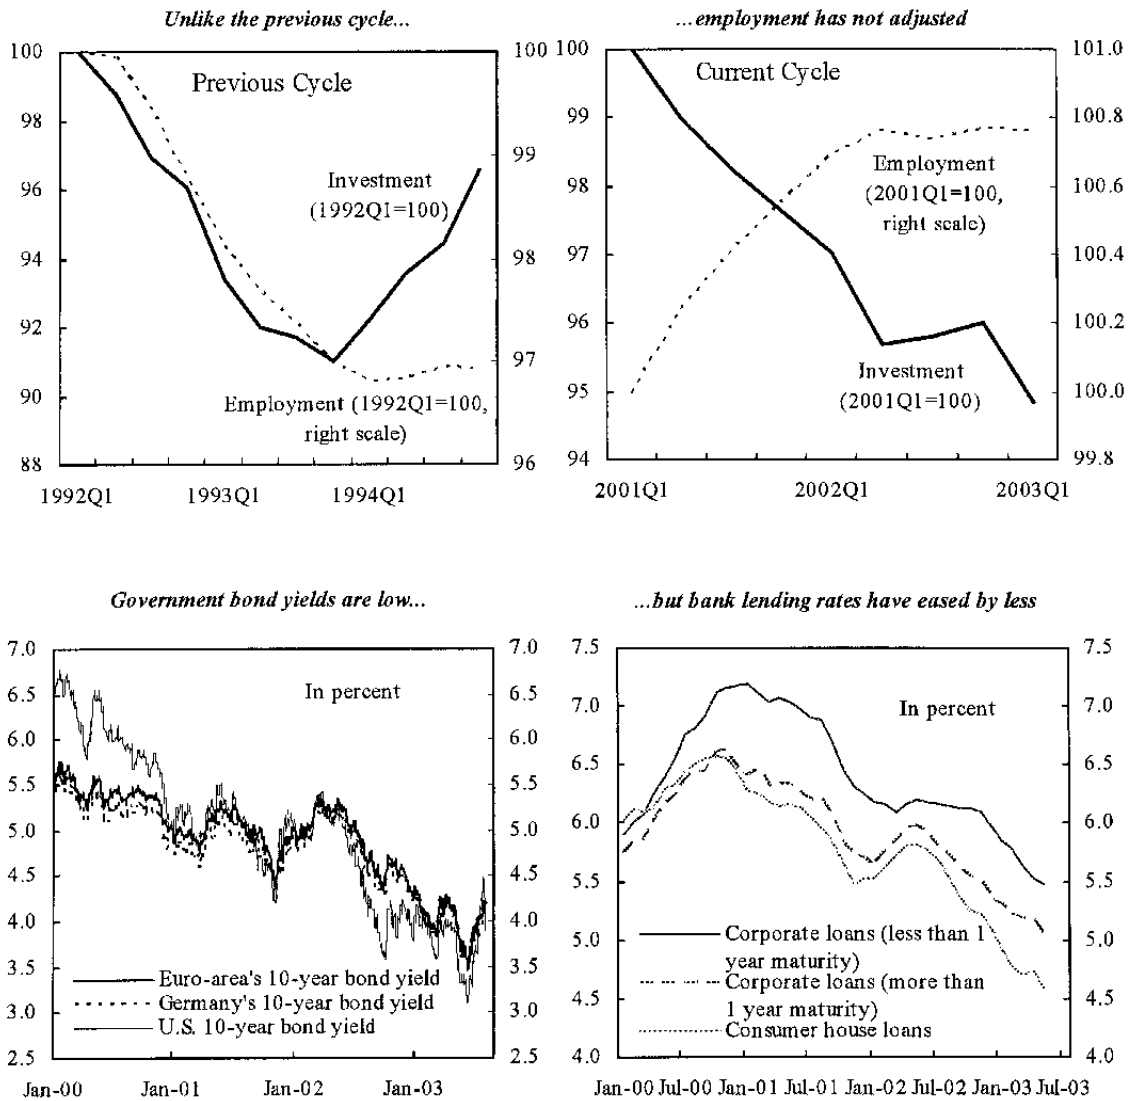 Unlike the previous cycle...
100
98
96
94
92
90
88
100
99
98
97
96
Previous Cycle
Investment
(1992Q1=100)
Employment (1992Q1=100,
right scale)
1992Q1 1993Q1 1994Q1
...employment has not adjusted
100
99
98
97
96
95
94
101.0
100.8
100.6
100.4
100.2
100.0
99.8
Current Cycle
Employment
(2001Q1=100,
right scale)
Investment
(2001Q1=100)
2001Q1 2002Q1 2003Q1
Government bond yields are low...
7.0
6.5
6.0
5.5
5.0
4.5
4.0
3.5
3.0
2.5
7.0
6.5
6.0
5.5
5.0
4.5
4.0
3.5
3.0
2.5
In percent
Euro-area's 10-year bond yield
Germany's 10-year bond yield
U.S. 10-year bond yield
Jan-00 Jan-01 Jan-02 Jan-03
...but bank lending rates have eased by less
7.5
7.0
6.5
6.0
5.5
5.0
4.5
4.0
7.5
7.0
6.5
6.0
5.5
5.0
4.5
4.0
In percent
Corporate loans (less than 1
year maturity)
Corporate loans (more than
1 year maturity)
Consumer house loans
Jan-00 Jul-00 Jan-01 Jul-01 Jan-02 Jul-02 Jan-03 Jul-03